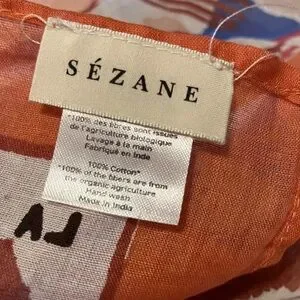 SÉZANE
*100% des fibres sont issues
de l'agriculture biologique
Lavage à la main
Fabriqué en Inde
100% Cotton*
*100% of the fibers are from
the organic agriculture
Hand wash
Made in India